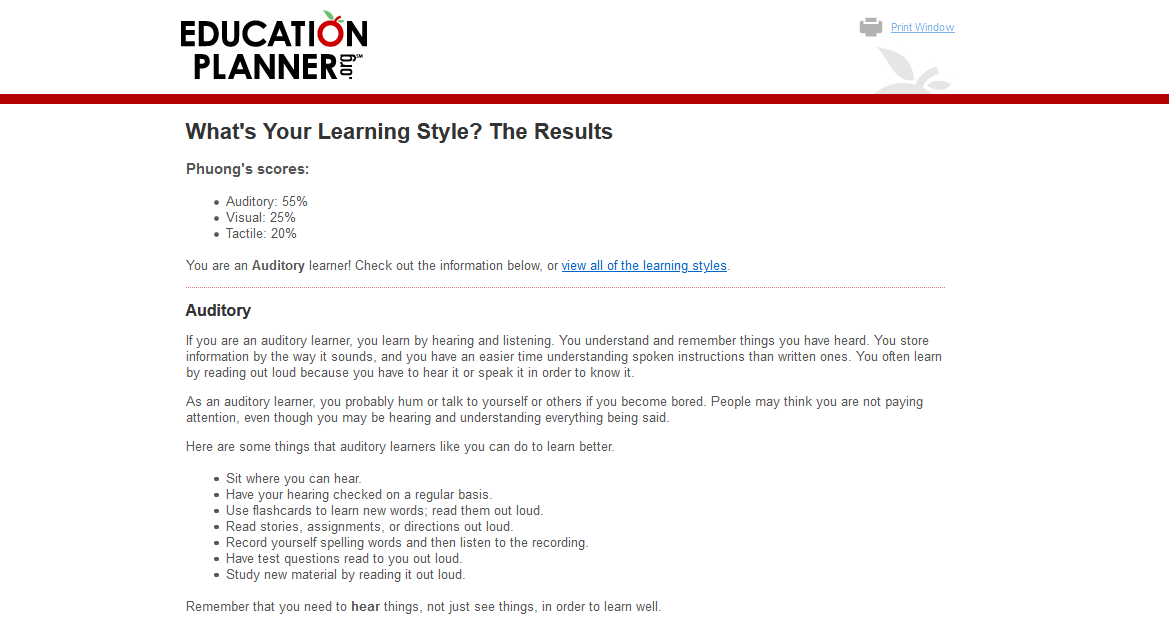 EDUCATION
PLANNER.org℠
Print Window
What's Your Learning Style? The Results
Phuong's scores:
• Auditory: 55%
• Visual: 25%
• Tactile: 20%
You are an Auditory learner! Check out the information below, or view all of the learning styles.
Auditory
If you are an auditory learner, you learn by hearing and listening. You understand and remember things you have heard. You store
information by the way it sounds, and you have an easier time understanding spoken instructions than written ones. You often learn
by reading out loud because you have to hear it or speak it in order to know it.
As an auditory learner, you probably hum or talk to yourself or others if you become bored. People may think you are not paying
attention, even though you may be hearing and understanding everything being said.
Here are some things that auditory learners like you can do to learn better.
• Sit where you can hear.
• Have your hearing checked on a regular basis.
• Use flashcards to learn new words; read them out loud.
• Read stories, assignments, or directions out loud.
• Record yourself spelling words and then listen to the recording.
• Have test questions read to you out loud.
• Study new material by reading it out loud.
Remember that you need to hear things, not just see things, in order to learn well.